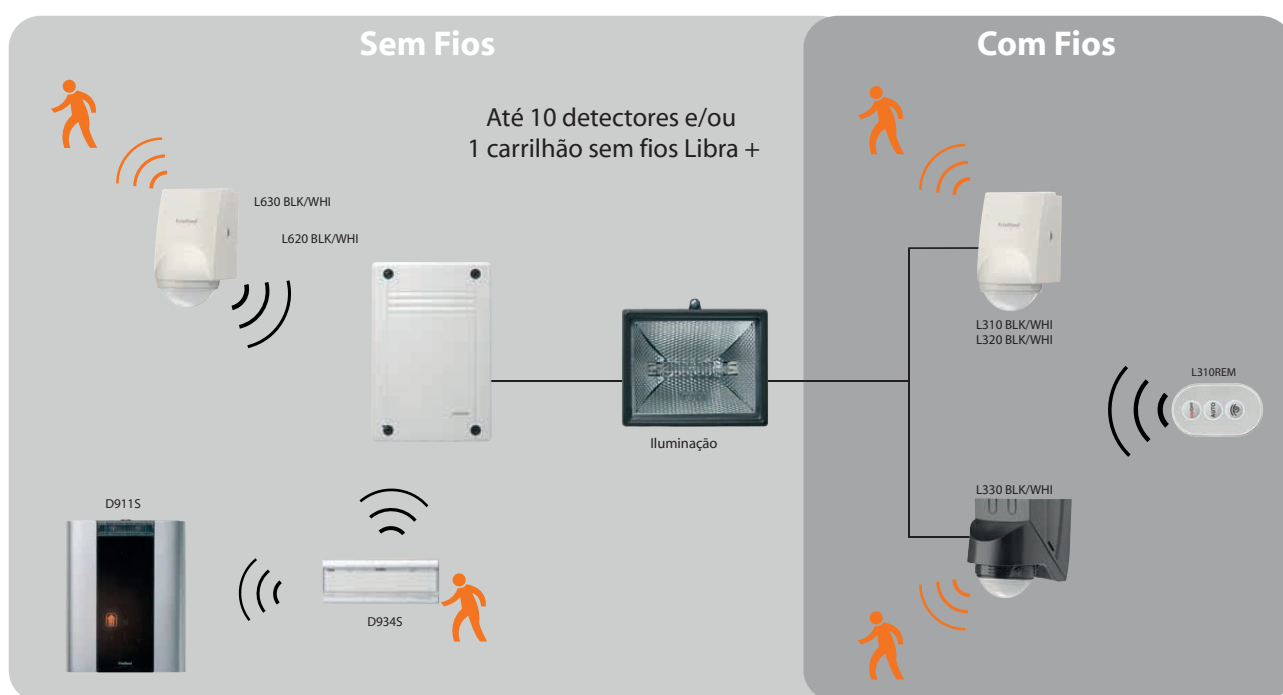 Sem Fios
Com Fios
Até 10 detectores e/ou
1 carrilhão sem fios Libra +
L630 BLK/WHI
L620 BLK/WHI
L310 BLK/WHI
L320 BLK/WHI
L310REM
AUTO
Iluminação
L330 BLK/WHI
D911S
D934S